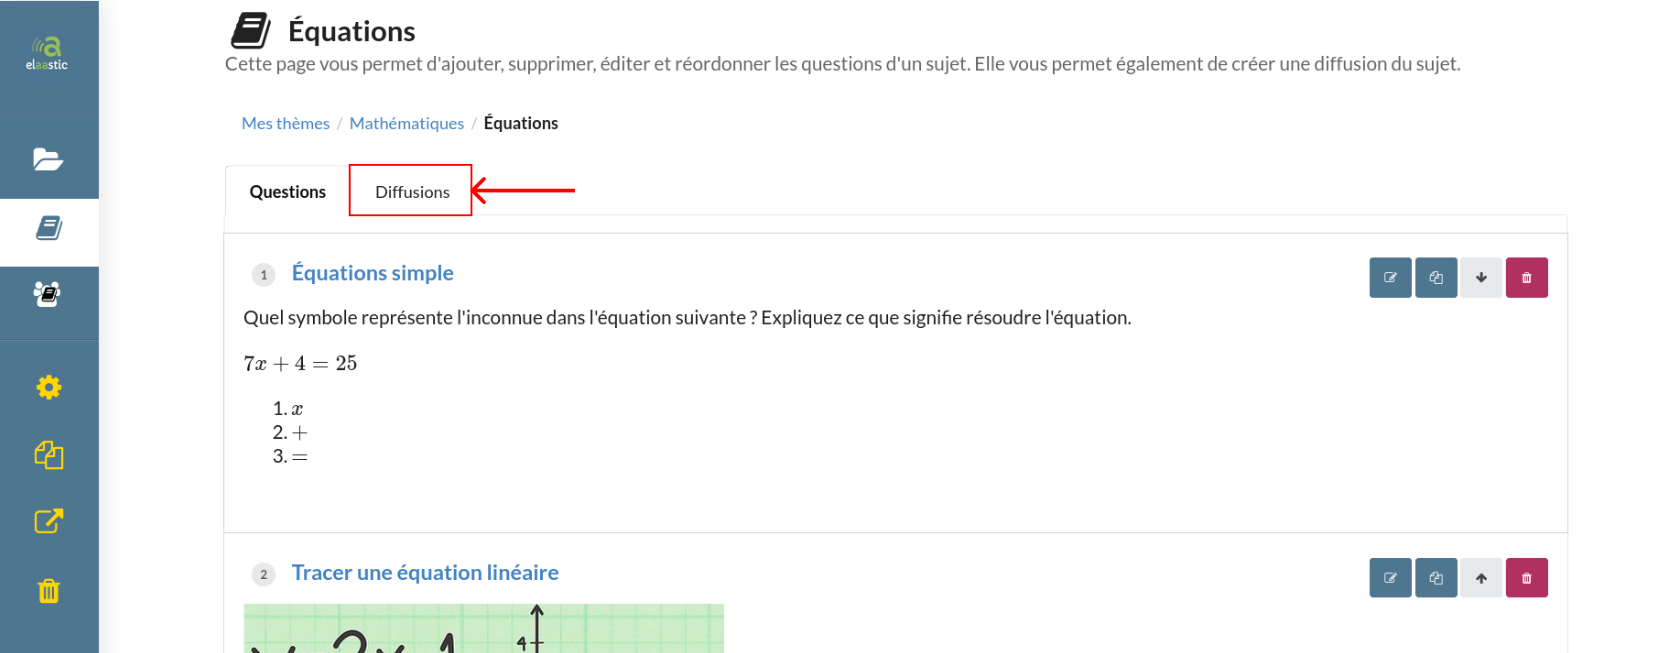 elaastic
Équations
Cette page vous permet d'ajouter, supprimer, éditer et réordonner les questions d'un sujet. Elle vous permet également de créer une diffusion du sujet.
Mes thèmes / Mathématiques / Équations
Questions Diffusions
1 Équations simple
Quel symbole représente l'inconnue dans l'équation suivante ? Expliquez ce que signifie résoudre l'équation.
7x + 4 = 25
1. x
2. +
3. =
2 Tracer une équation linéaire
4